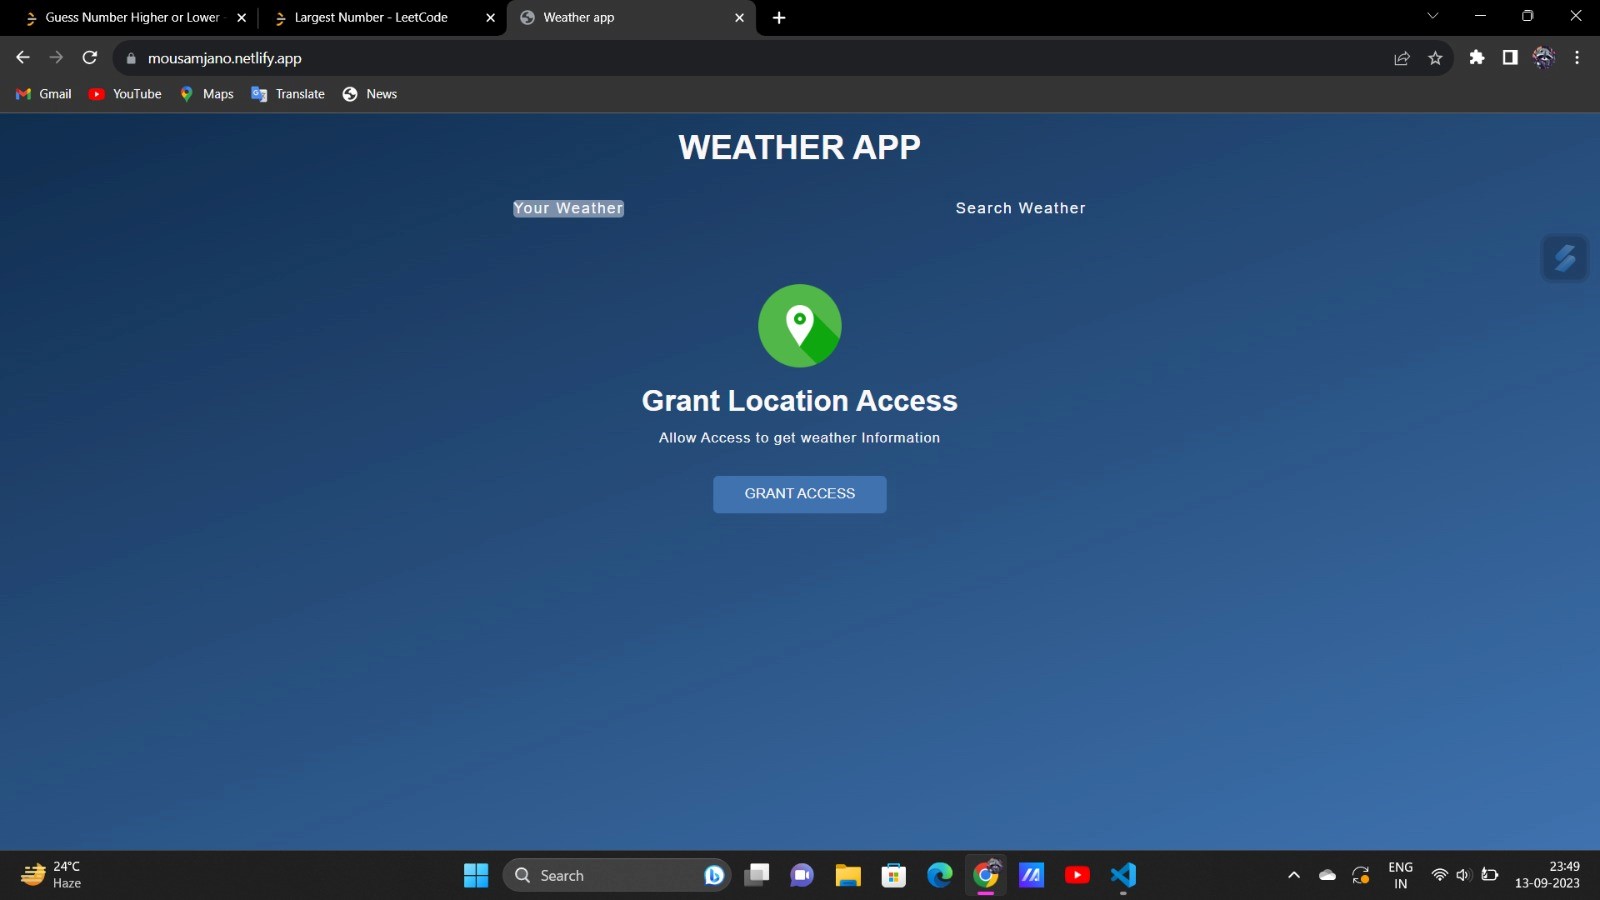 Guess Number Higher or Lower
Largest Number - LeetCode
Weather app
mousamjano.netlify.app
Gmail
YouTube
Maps
Translate
News
WEATHER APP
Your Weather
Search Weather
Grant Location Access
Allow Access to get weather Information
GRANT ACCESS
24°C
Haze
Search
ENG
IN
23:49
13-09-2023